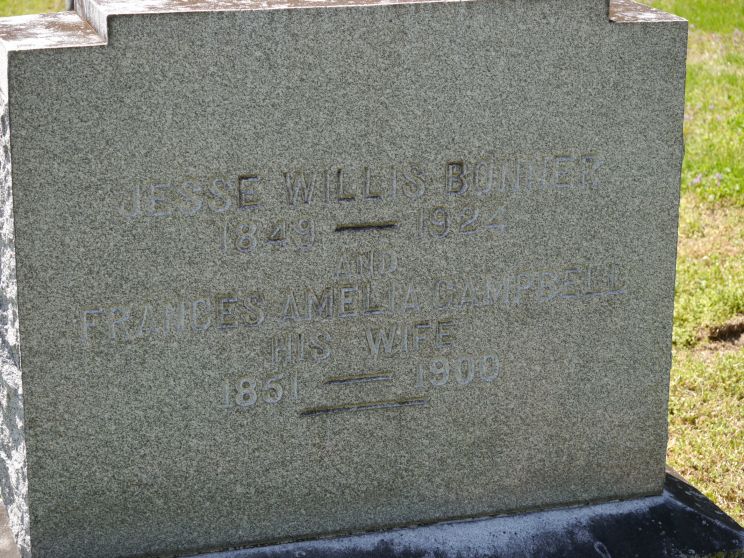 JESSE WILLIS BONNER
1849 — 1924
AND
FRANCES AMELIA CAMPBELL
HIS WIFE
1851 — 1900